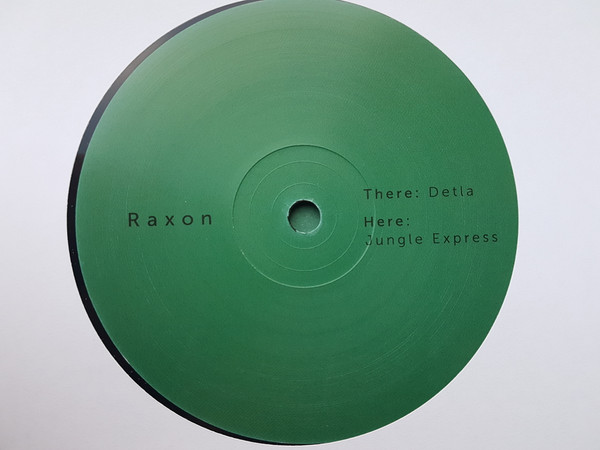 Raxon
There: Detla
Here:
Jungle Express